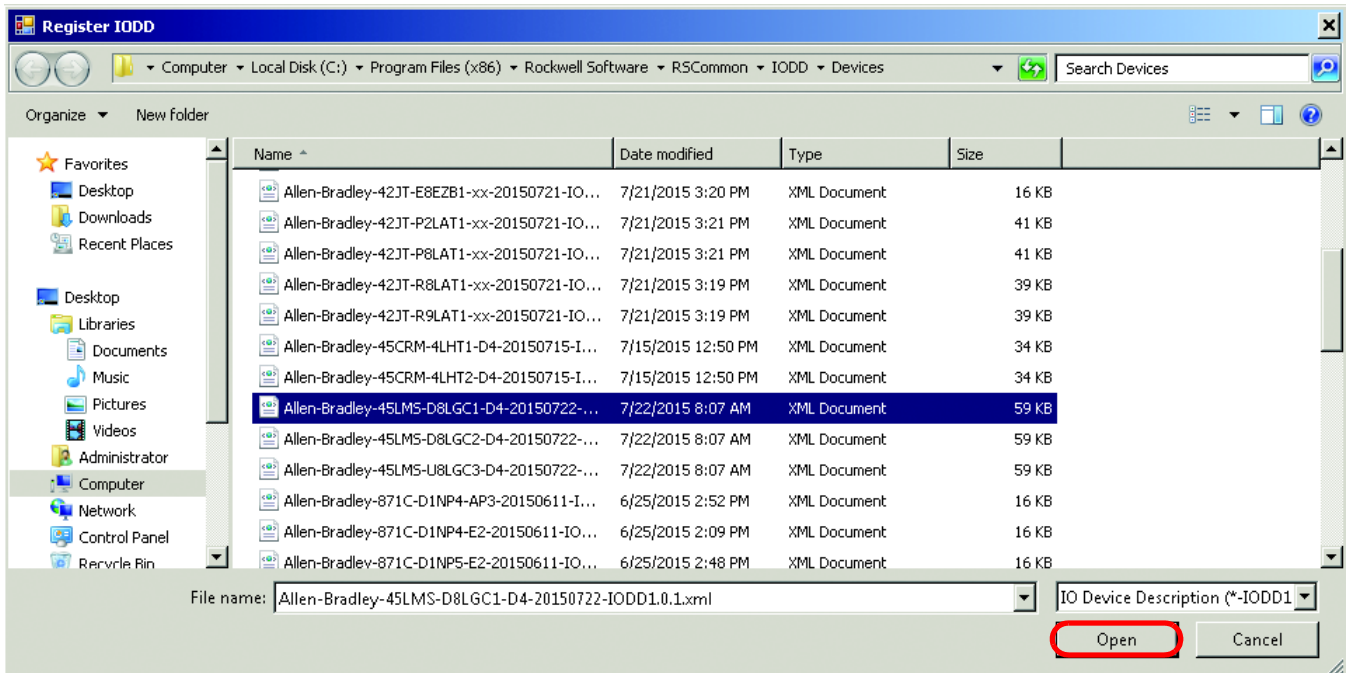 Register IODD
Computer Local Disk (C:) Program Files (x86) Rockwell Software RSCommon IODD Devices
Search Devices
Organize New folder
Favorites
Desktop
Downloads
Recent Places
Desktop
Libraries
Documents
Music
Pictures
Videos
Administrator
Computer
Network
Control Panel
Recycle Bin
Name Date modified Type Size
Allen-Bradley-42JT-E8EZB1-xx-20150721-IO... 7/21/2015 3:20 PM XML Document 16 KB
Allen-Bradley-42JT-P2LAT1-xx-20150721-IO... 7/21/2015 3:21 PM XML Document 41 KB
Allen-Bradley-42JT-P8LAT1-xx-20150721-IO... 7/21/2015 3:21 PM XML Document 41 KB
Allen-Bradley-42JT-R8LAT1-xx-20150721-IO... 7/21/2015 3:19 PM XML Document 39 KB
Allen-Bradley-42JT-R9LAT1-xx-20150721-IO... 7/21/2015 3:19 PM XML Document 39 KB
Allen-Bradley-45CRM-4LHT1-D4-20150715-I... 7/15/2015 12:50 PM XML Document 34 KB
Allen-Bradley-45CRM-4LHT2-D4-20150715-I... 7/15/2015 12:50 PM XML Document 34 KB
Allen-Bradley-45LMS-D8LGC1-D4-20150722-... 7/22/2015 8:07 AM XML Document 59 KB
Allen-Bradley-45LMS-D8LGC2-D4-20150722-... 7/22/2015 8:07 AM XML Document 59 KB
Allen-Bradley-45LMS-U8LGC3-D4-20150722-... 7/22/2015 8:07 AM XML Document 59 KB
Allen-Bradley-871C-D1NP4-AP3-20150611-I... 6/25/2015 2:52 PM XML Document 16 KB
Allen-Bradley-871C-D1NP4-E2-20150611-IO... 6/25/2015 2:09 PM XML Document 16 KB
Allen-Bradley-871C-D1NP5-E2-20150611-IO... 6/25/2015 2:48 PM XML Document 16 KB
File name: Allen-Bradley-45LMS-D8LGC1-D4-20150722-IODD1.0.1.xml
IO Device Description (*-IODD1
Open Cancel